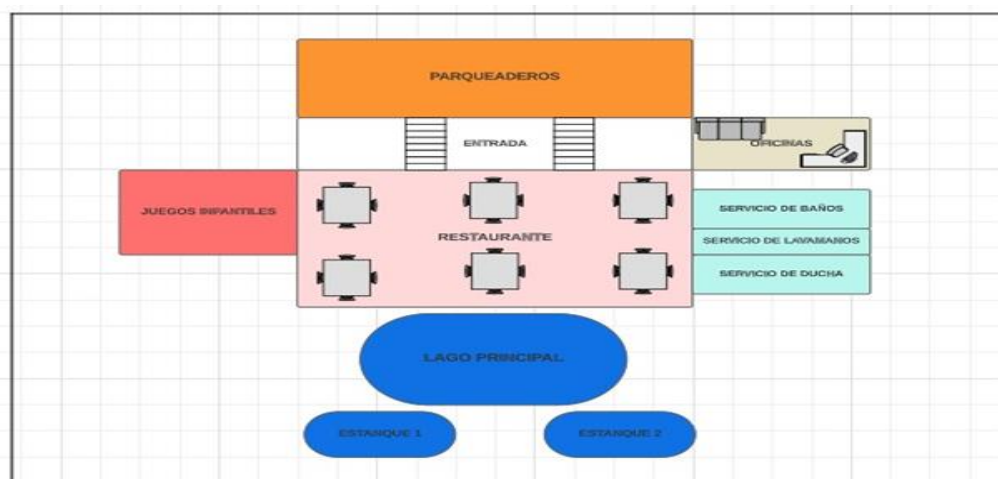 PARQUEADEROS
ENTRADA
OFICINAS
JUEGOS INFANTILES
SERVICIO DE BAÑOS
RESTAURANTE
SERVICIO DE LAVAMANOS
SERVICIO DE DUCHA
LAGO PRINCIPAL
ESTANQUE 1
ESTANQUE 2